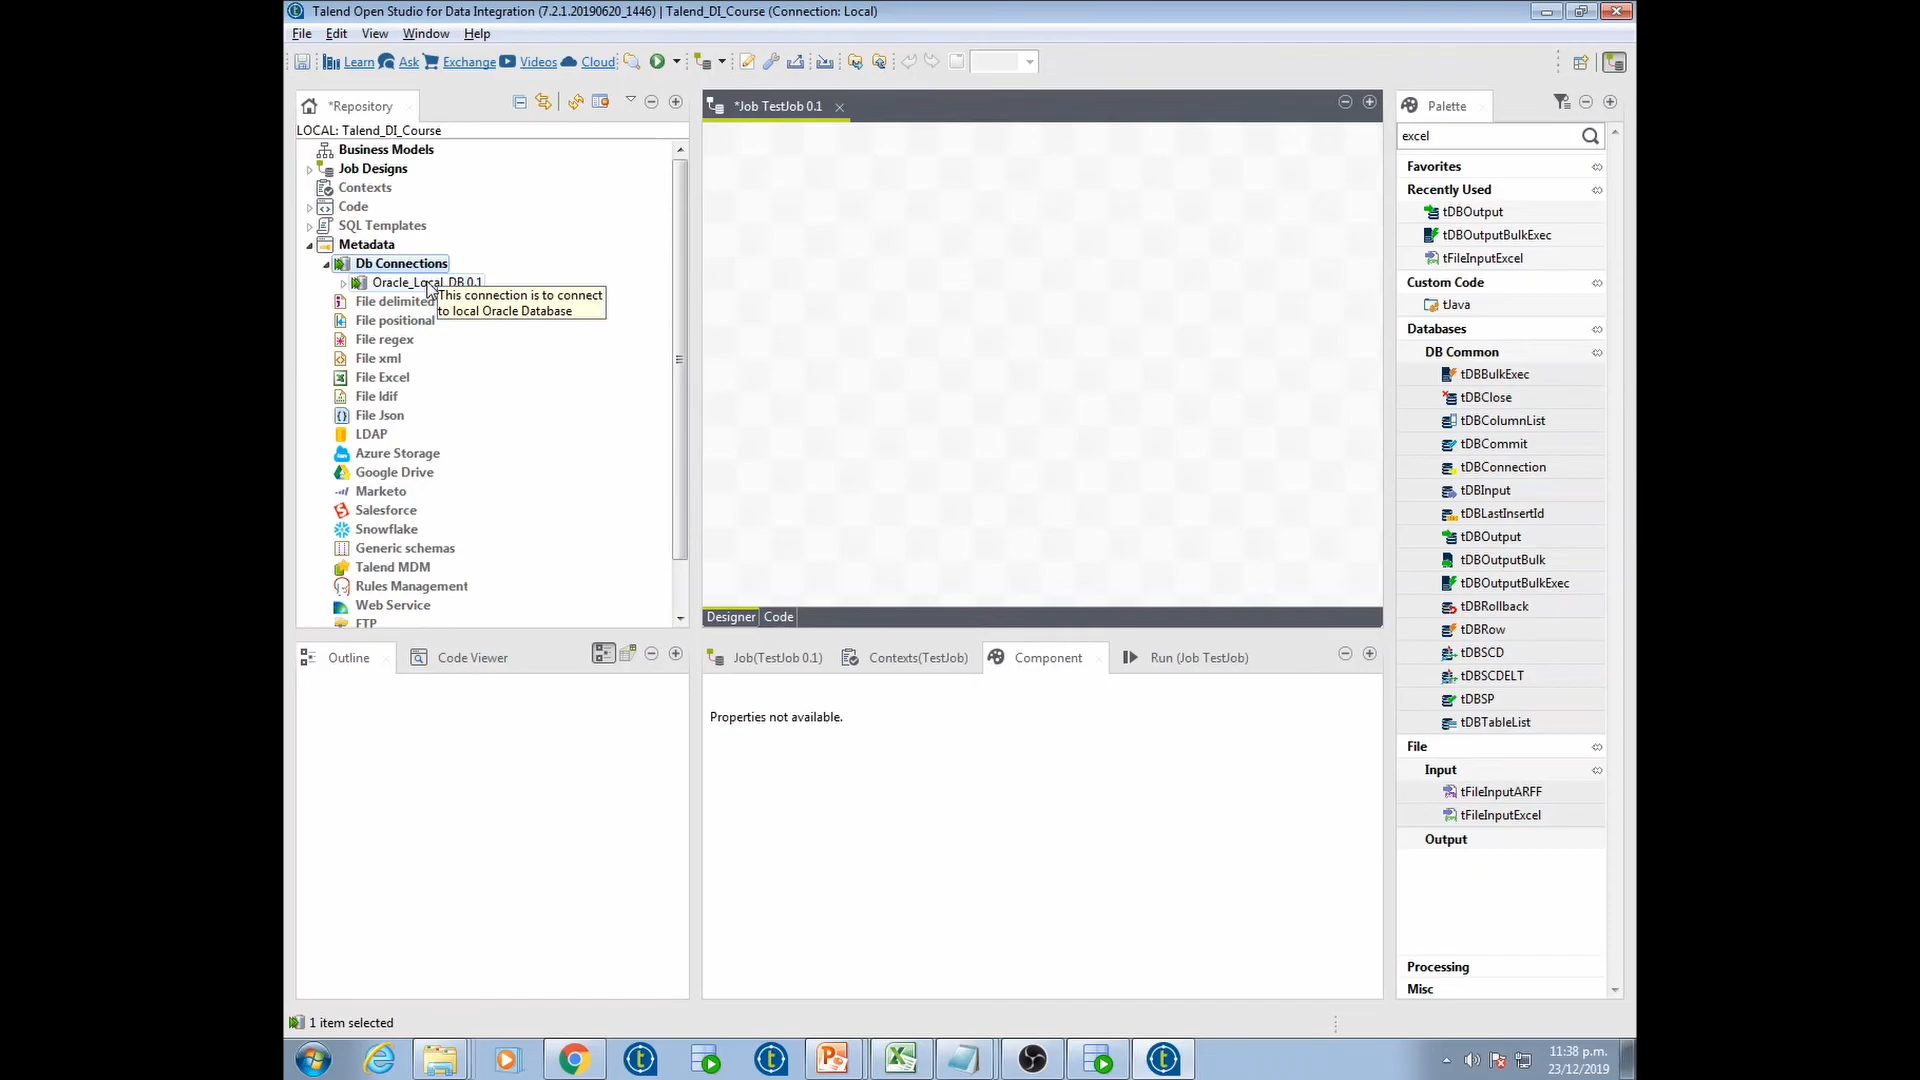 Talend Open Studio for Data Integration (7.2.1.20190620_1446) | Talend_DI_Course (Connection: Local)
File Edit View Window Help
Learn Ask Exchange Videos Cloud
*Repository
LOCAL: Talend_DI_Course
Business Models
Job Designs
Contexts
Code
SQL Templates
Metadata
Db Connections
Oracle_Local_DB 0.1
This connection is to connect
to local Oracle Database
File delimited
File positional
File regex
File xml
File Excel
File ldif
File Json
LDAP
Azure Storage
Google Drive
Marketo
Salesforce
Snowflake
Generic schemas
Talend MDM
Rules Management
Web Service
FTP
*Job TestJob 0.1
Designer Code
Palette
excel
Favorites
Recently Used
tDBOutput
tDBOutputBulkExec
tFileInputExcel
Custom Code
tJava
Databases
DB Common
tDBBulkExec
tDBClose
tDBColumnList
tDBCommit
tDBConnection
tDBInput
tDBLastInsertId
tDBOutput
tDBOutputBulk
tDBOutputBulkExec
tDBRollback
tDBRow
tDBSCD
tDBSCDELT
tDBSP
tDBTableList
File
Input
tFileInputARFF
tFileInputExcel
Output
Processing
Misc
Outline Code Viewer
Job(TestJob 0.1) Contexts(TestJob) Component Run (Job TestJob)
Properties not available.
1 item selected
11:38 p.m.
23/12/2019